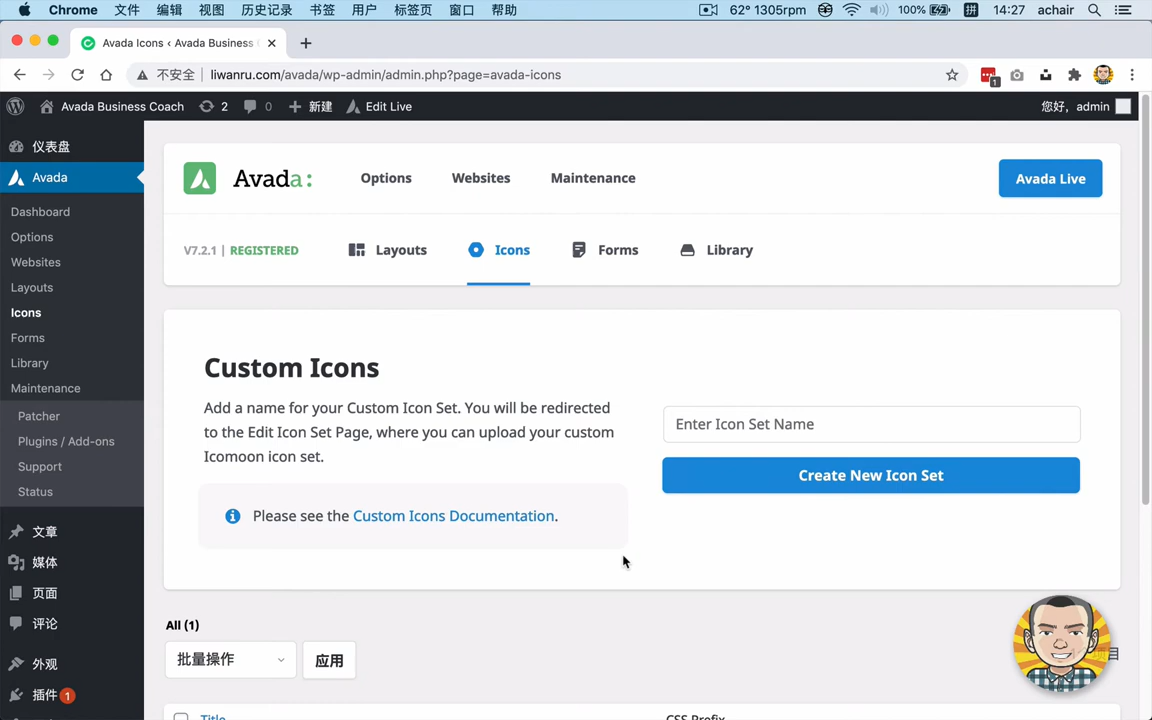 Chrome 文件 编辑 视图 历史记录 书签 用户 标签页 窗口 帮助 62° 1305rpm 100% 拼 14:27 achair
Avada Icons ‹ Avada Business
不安全 liwanru.com/avada/wp-admin/admin.php?page=avada-icons 1
Avada Business Coach 2 0 新建 Edit Live 您好, admin
仪表盘
Avada
Dashboard
Options
Websites
Layouts
Icons
Forms
Library
Maintenance
Patcher
Plugins / Add-ons
Support
Status
文章
媒体
页面
评论
外观
插件 1
Avada:
Options Websites Maintenance
Avada Live
V7.2.1 | REGISTERED Layouts Icons Forms Library
Custom Icons
Add a name for your Custom Icon Set. You will be redirected
to the Edit Icon Set Page, where you can upload your custom
Icomoon icon set.
Please see the Custom Icons Documentation.
Enter Icon Set Name
Create New Icon Set
All (1)
批量操作 应用
目
Title CSS Prefix